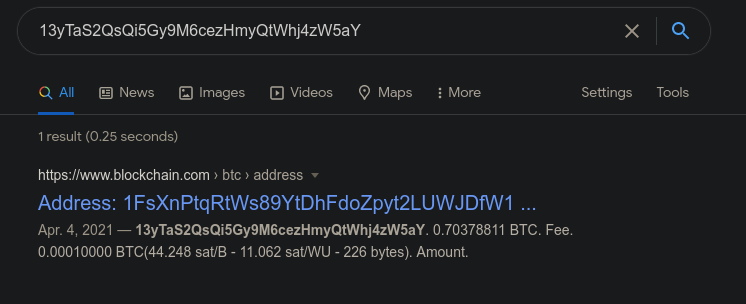 13yTaS2QsQi5Gy9M6cezHmyQtWhj4zW5aY
All News Images Videos Maps More Settings Tools
1 result (0.25 seconds)
https://www.blockchain.com › btc › address
Address: 1FsXnPtqRtWs89YtDhFdoZpyt2LUWJDfW1 ...
Apr. 4, 2021 — 13yTaS2QsQi5Gy9M6cezHmyQtWhj4zW5aY. 0.70378811 BTC. Fee.
0.00010000 BTC(44.248 sat/B - 11.062 sat/WU - 226 bytes). Amount.